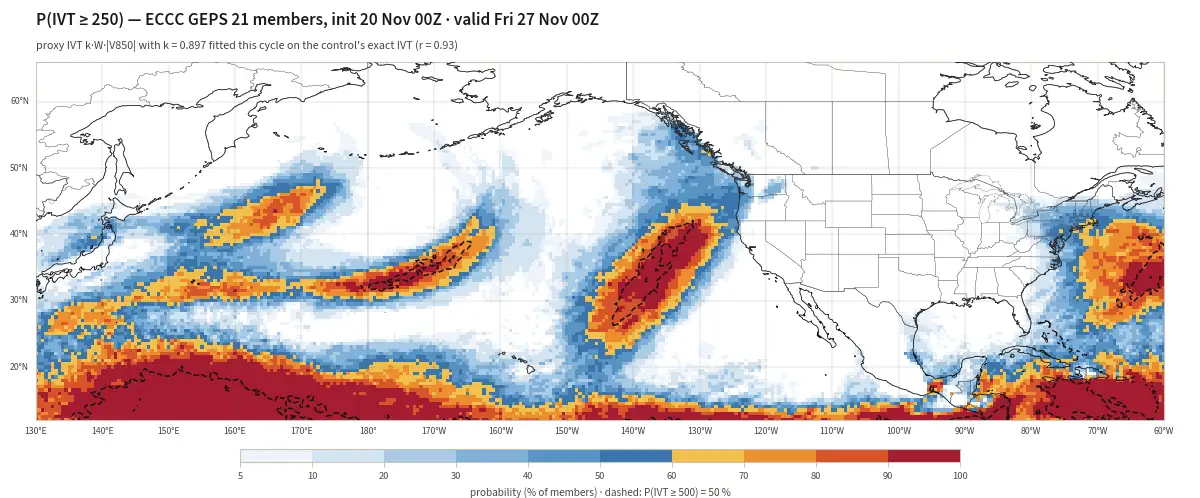 P(IVT ≥ 250) — ECCC GEPS 21 members, init 20 Nov 00Z · valid Fri 27 Nov 00Z
proxy IVT k·W·|V850| with k = 0.897 fitted this cycle on the control's exact IVT (r = 0.93)
60°N
50°N
40°N
30°N
20°N
130°E 140°E 150°E 160°E 170°E 180° 170°W 160°W 150°W 140°W 130°W 120°W 110°W 100°W 90°W 80°W 70°W 60°W
5 10 20 30 40 50 60 70 80 90 100
probability (% of members) · dashed: P(IVT ≥ 500) = 50 %